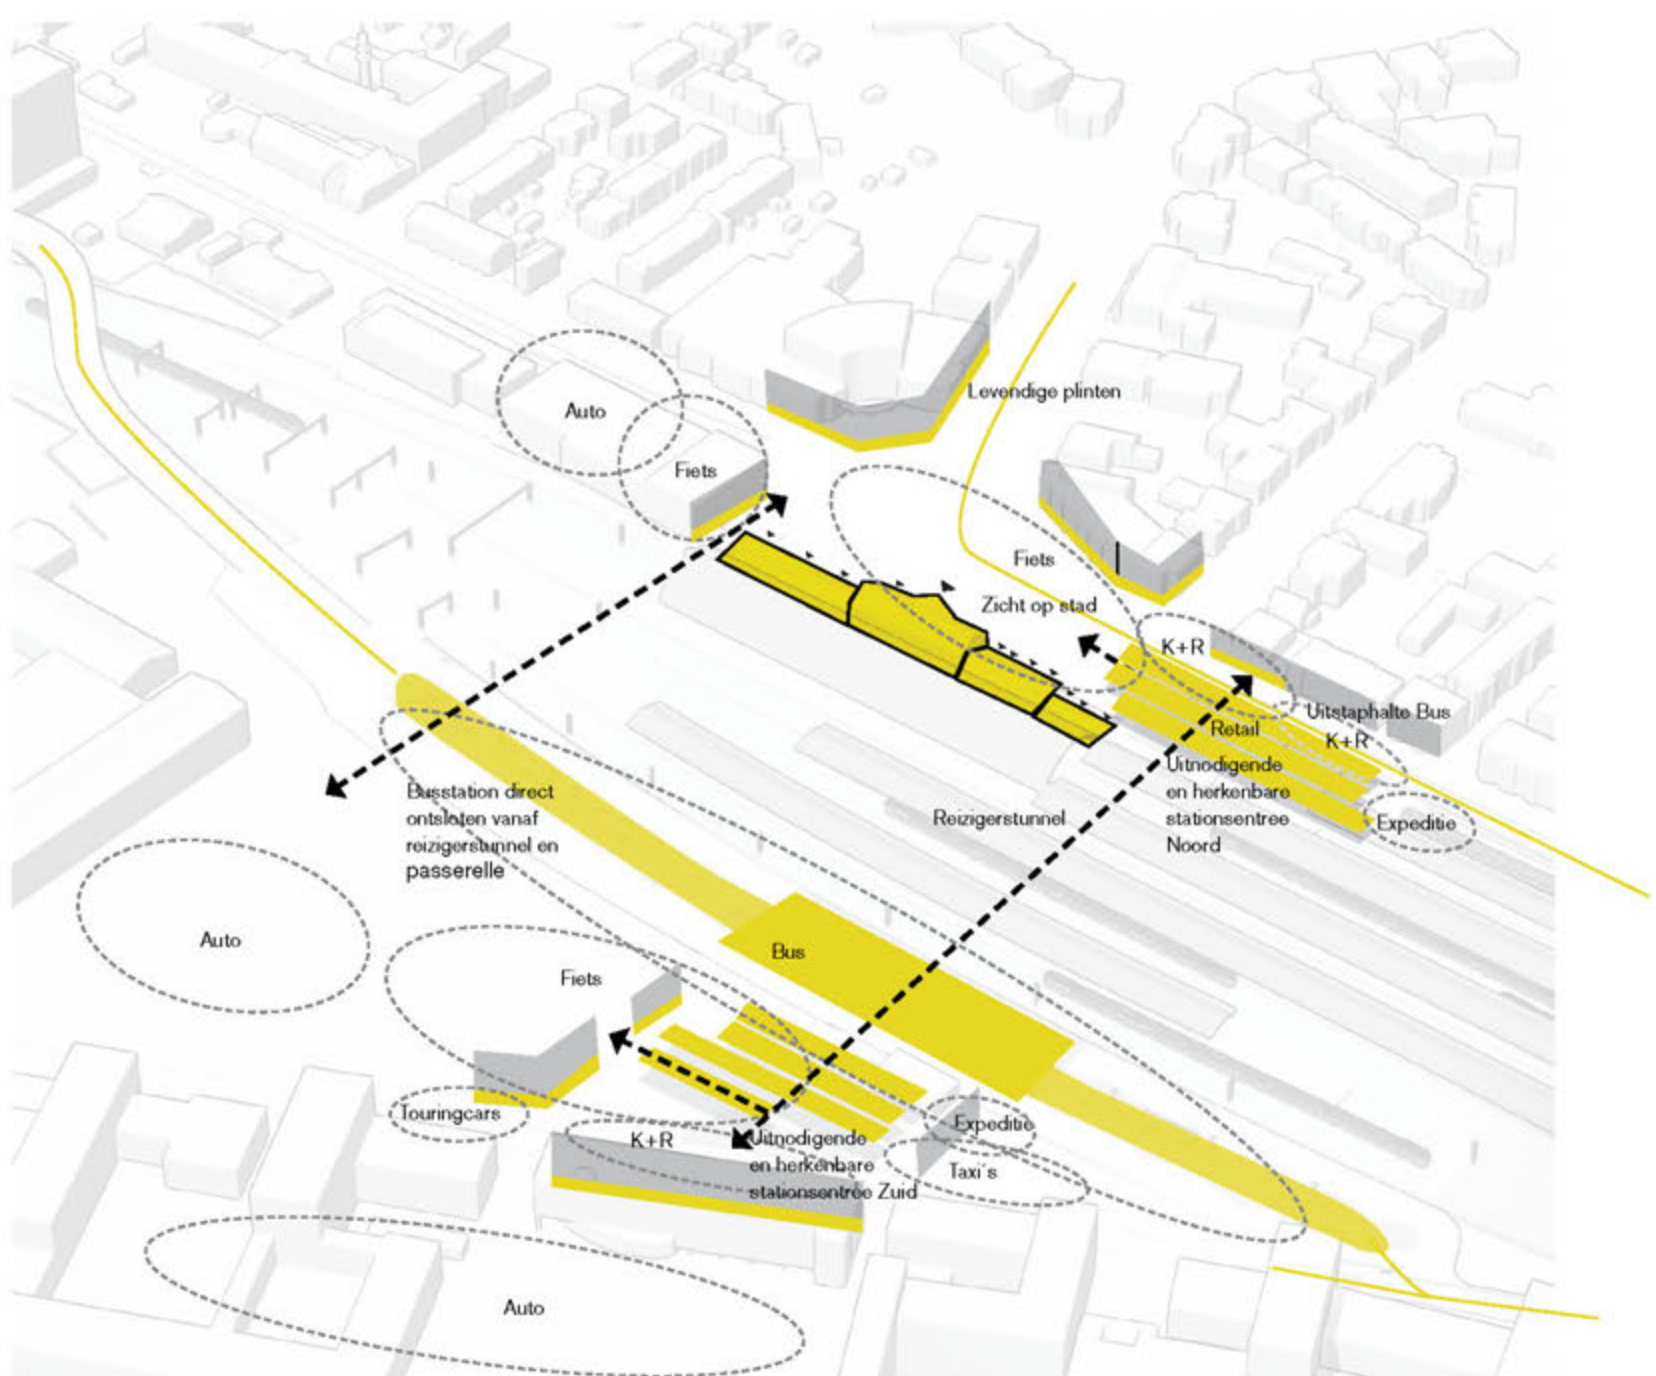 Levendige plinten
Auto
Fiets
Fiets
Zicht op stad
K+R
Uitstaphalte Bus
Retail
K+R
Uitnodigende
en herkenbare
stationsentree
Noord
Expeditie
Reizigerstunnel
Busstation direct
ontsloten vanaf
reizigerstunnel en
passerelle
Auto
Bus
Fiets
Touringcars
K+R
Uitnodigende
en herkenbare
stationsentree Zuid
Expeditie
Taxi´s
Auto